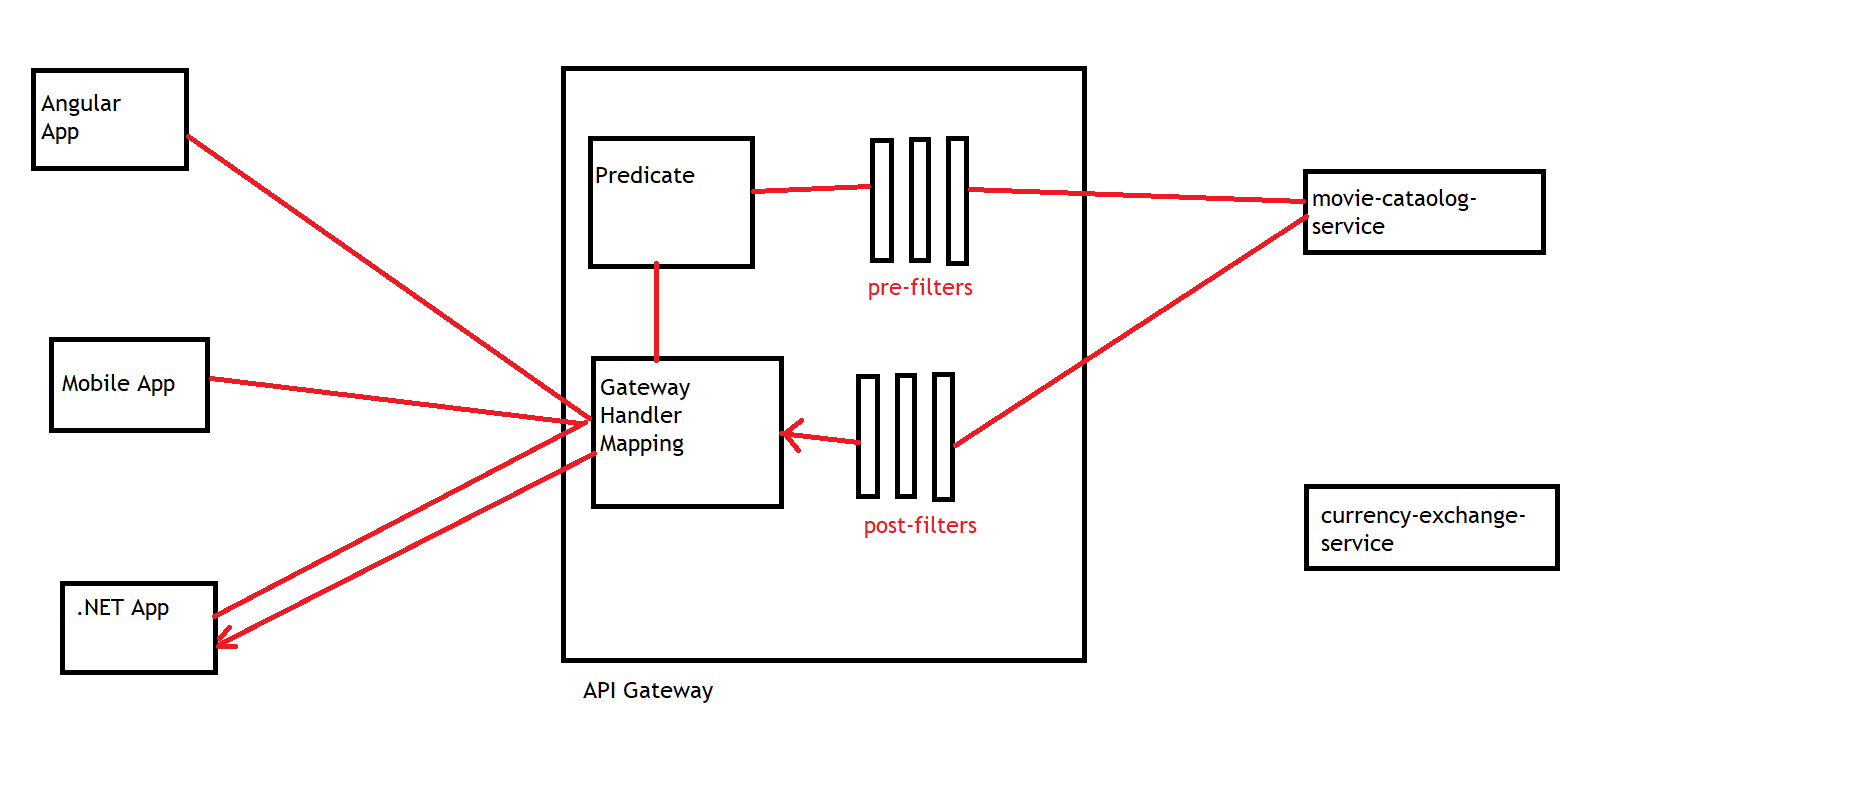 Angular
App
Predicate
pre-filters
movie-cataolog-
service
Mobile App
Gateway
Handler
Mapping
post-filters
currency-exchange-
service
.NET App
API Gateway